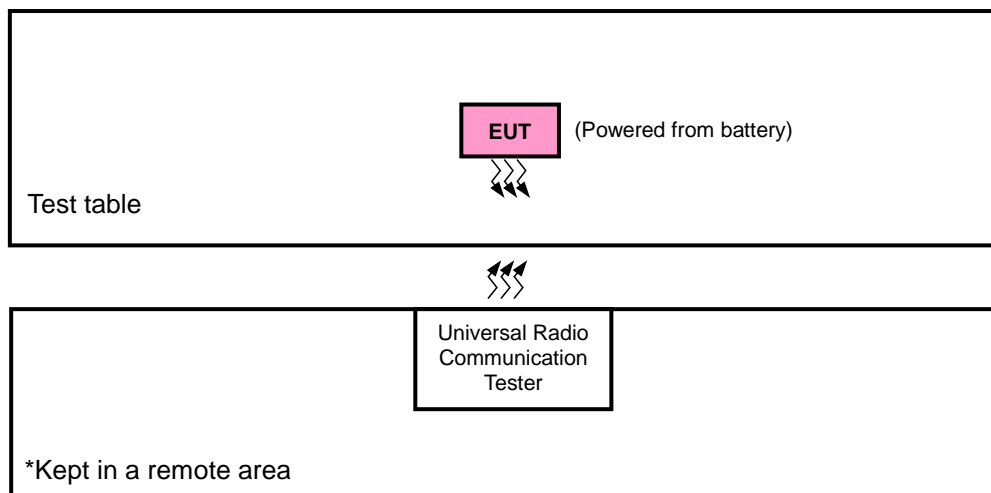 EUT
(Powered from battery)
Test table
Universal Radio
Communication
Tester
*Kept in a remote area